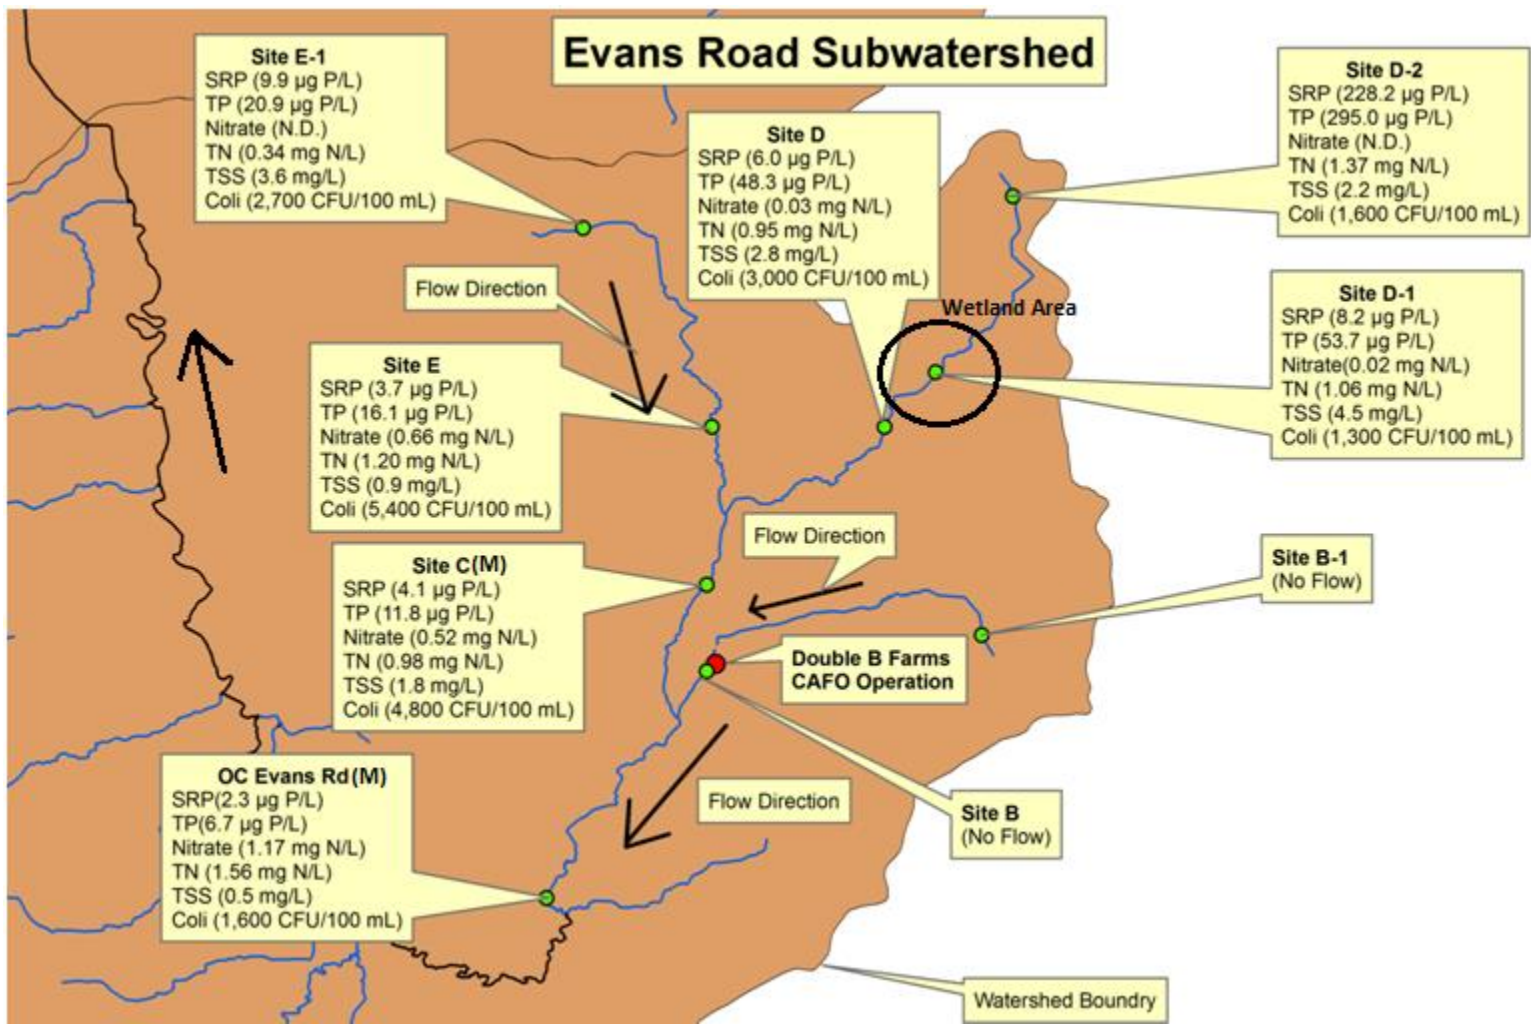 Evans Road Subwatershed
Site E-1
SRP (9.9 µg P/L)
TP (20.9 µg P/L)
Nitrate (N.D.)
TN (0.34 mg N/L)
TSS (3.6 mg/L)
Coli (2,700 CFU/100 mL)
Site D
SRP (6.0 µg P/L)
TP (48.3 µg P/L)
Nitrate (0.03 mg N/L)
TN (0.95 mg N/L)
TSS (2.8 mg/L)
Coli (3,000 CFU/100 mL)
Site D-2
SRP (228.2 µg P/L)
TP (295.0 µg P/L)
Nitrate (N.D.)
TN (1.37 mg N/L)
TSS (2.2 mg/L)
Coli (1,600 CFU/100 mL)
Flow Direction
Wetland Area
Site D-1
SRP (8.2 µg P/L)
TP (53.7 µg P/L)
Nitrate(0.02 mg N/L)
TN (1.06 mg N/L)
TSS (4.5 mg/L)
Coli (1,300 CFU/100 mL)
Site E
SRP (3.7 µg P/L)
TP (16.1 µg P/L)
Nitrate (0.66 mg N/L)
TN (1.20 mg N/L)
TSS (0.9 mg/L)
Coli (5,400 CFU/100 mL)
Flow Direction
Site C(M)
SRP (4.1 µg P/L)
TP (11.8 µg P/L)
Nitrate (0.52 mg N/L)
TN (0.98 mg N/L)
TSS (1.8 mg/L)
Coli (4,800 CFU/100 mL)
Site B-1
(No Flow)
Double B Farms
CAFO Operation
OC Evans Rd(M)
SRP(2.3 µg P/L)
TP(6.7 µg P/L)
Nitrate (1.17 mg N/L)
TN (1.56 mg N/L)
TSS (0.5 mg/L)
Coli (1,600 CFU/100 mL)
Flow Direction
Site B
(No Flow)
Watershed Boundry